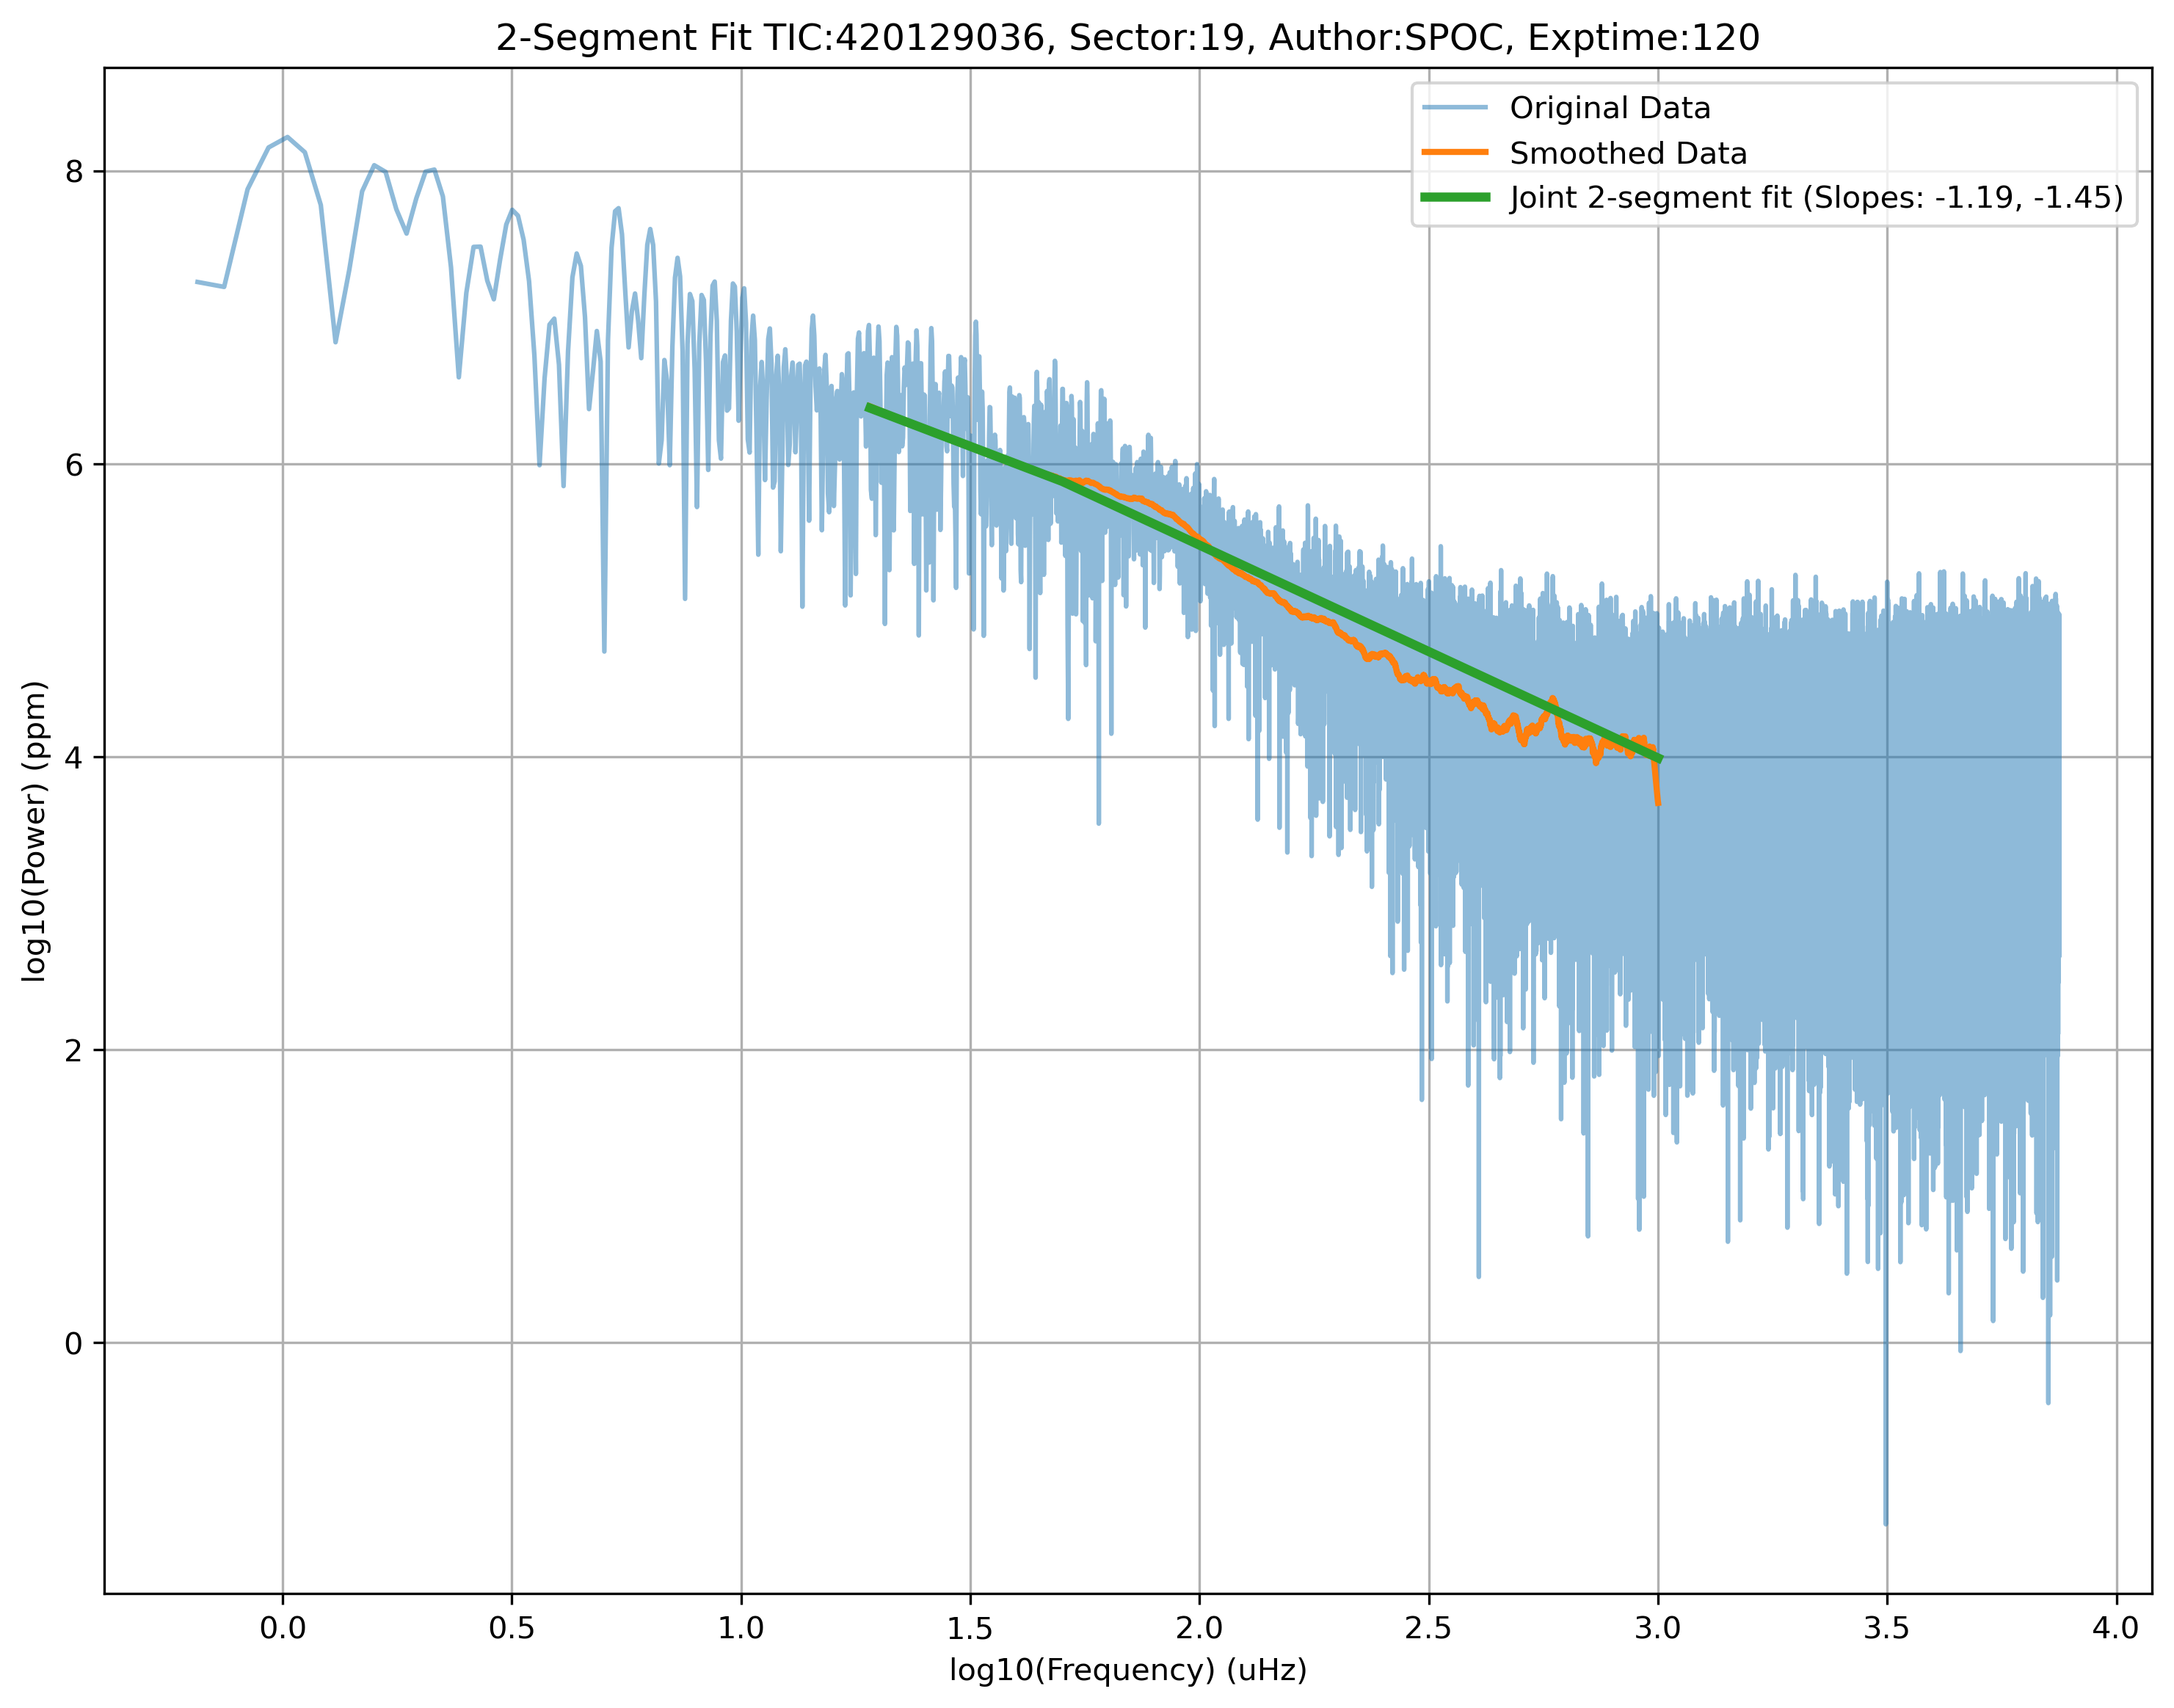 2-Segment Fit TIC:420129036, Sector:19, Author:SPOC, Exptime:120
Original Data
Smoothed Data
Joint 2-segment fit (Slopes: -1.19, -1.45)
log10(Power) (ppm)
8
6
4
2
0
0.0 0.5 1.0 1.5 2.0 2.5 3.0 3.5 4.0
log10(Frequency) (uHz)